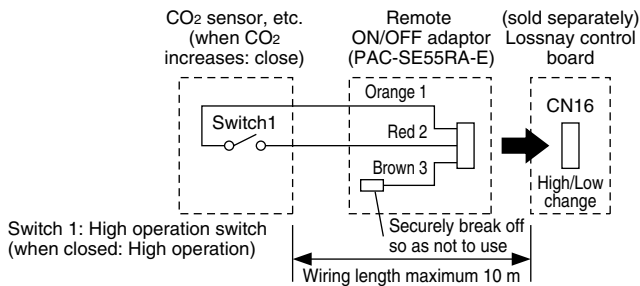 CO2 sensor, etc.
(when CO2
increases: close)
Remote
ON/OFF adaptor
(PAC-SE55RA-E)
(sold separately)
Lossnay control
board
Orange 1
Switch1
Red 2
Brown 3
CN16
High/Low
change
Switch 1: High operation switch
(when closed: High operation)
Securely break off
so as not to use
Wiring length maximum 10 m